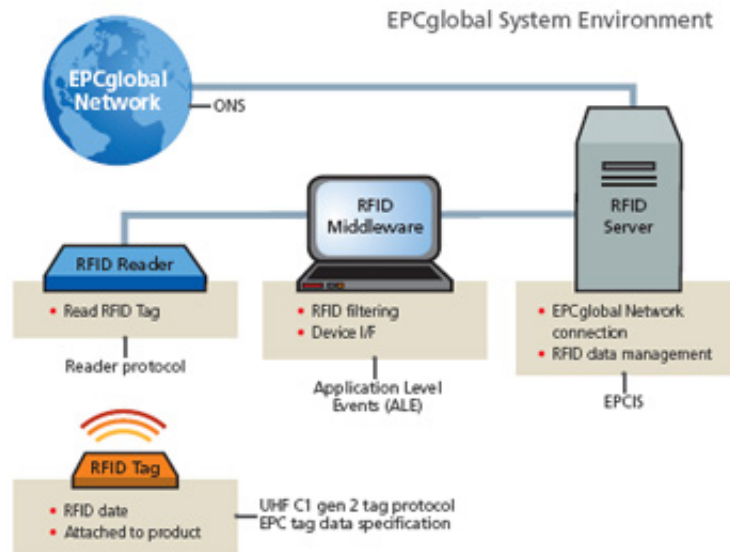 EPCglobal System Environment
EPCglobal
Network
ONS
RFID
Middleware
RFID
Server
RFID Reader
• Read RFID Tag
Reader protocol
• RFID filtering
• Device I/F
Application Level
Events (ALE)
• EPCglobal Network
connection
• RFID data management
EPCIS
RFID Tag
• RFID date
• Attached to product
UHF C1 gen 2 tag protocol
EPC tag data specification